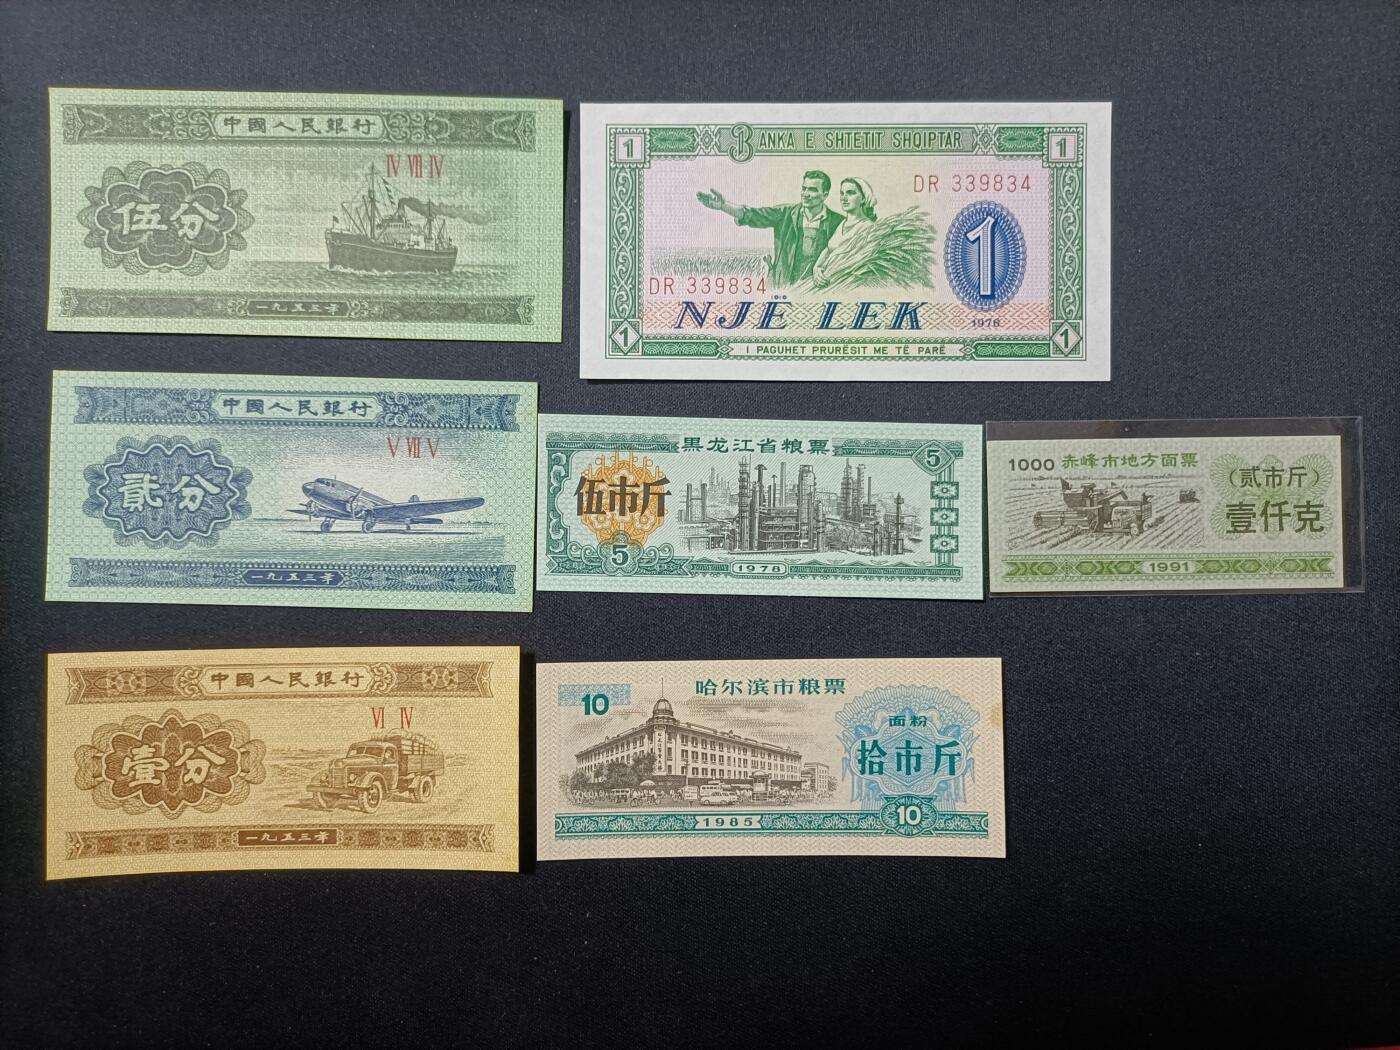 中國人民銀行
IV VII IV
伍分
一九五三年
1 BANKA E SHTETIT SHQIPTAR 1
DR 339834
1
DR 339834
NJË LEK
1976
1 I PAGUHET PRURËSIT ME TË PARË 1
中國人民銀行
V VII V
貳分
一九五三年
黑龙江省粮票
5
伍市斤
5
1978
1000 赤峰市地方面票
(贰市斤)
壹仟克
1991
中國人民銀行
VI IV
壹分
一九五三年
哈尔滨市粮票
10
面粉
拾市斤
10
1985